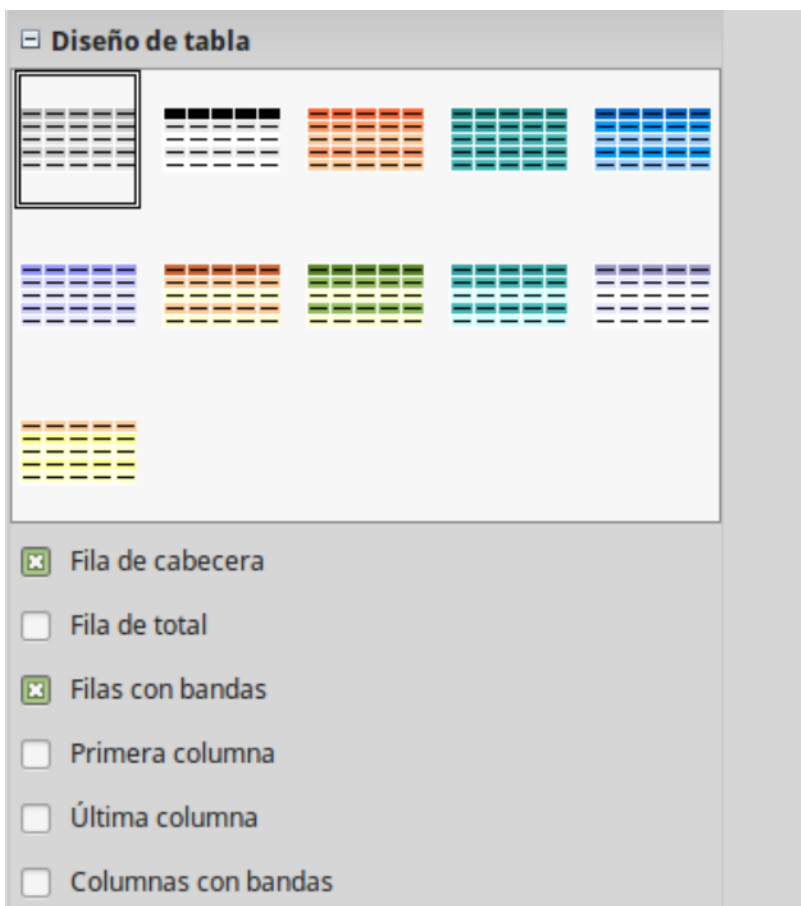 Diseño de tabla
Fila de cabecera
Fila de total
Filas con bandas
Primera columna
Última columna
Columnas con bandas